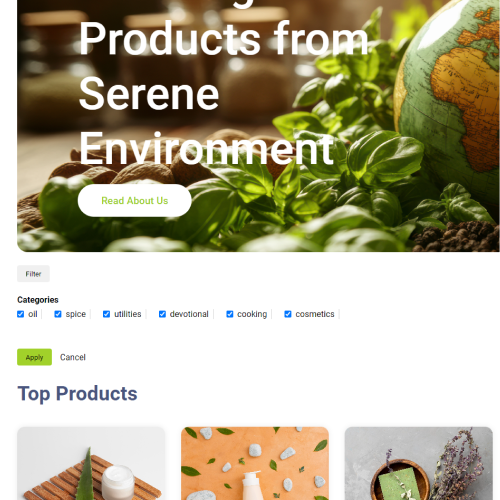 Products from
Serene
Environment
Read About Us
Filter
Categories
oil spice utilities devotional cooking cosmetics
Apply Cancel
Top Products